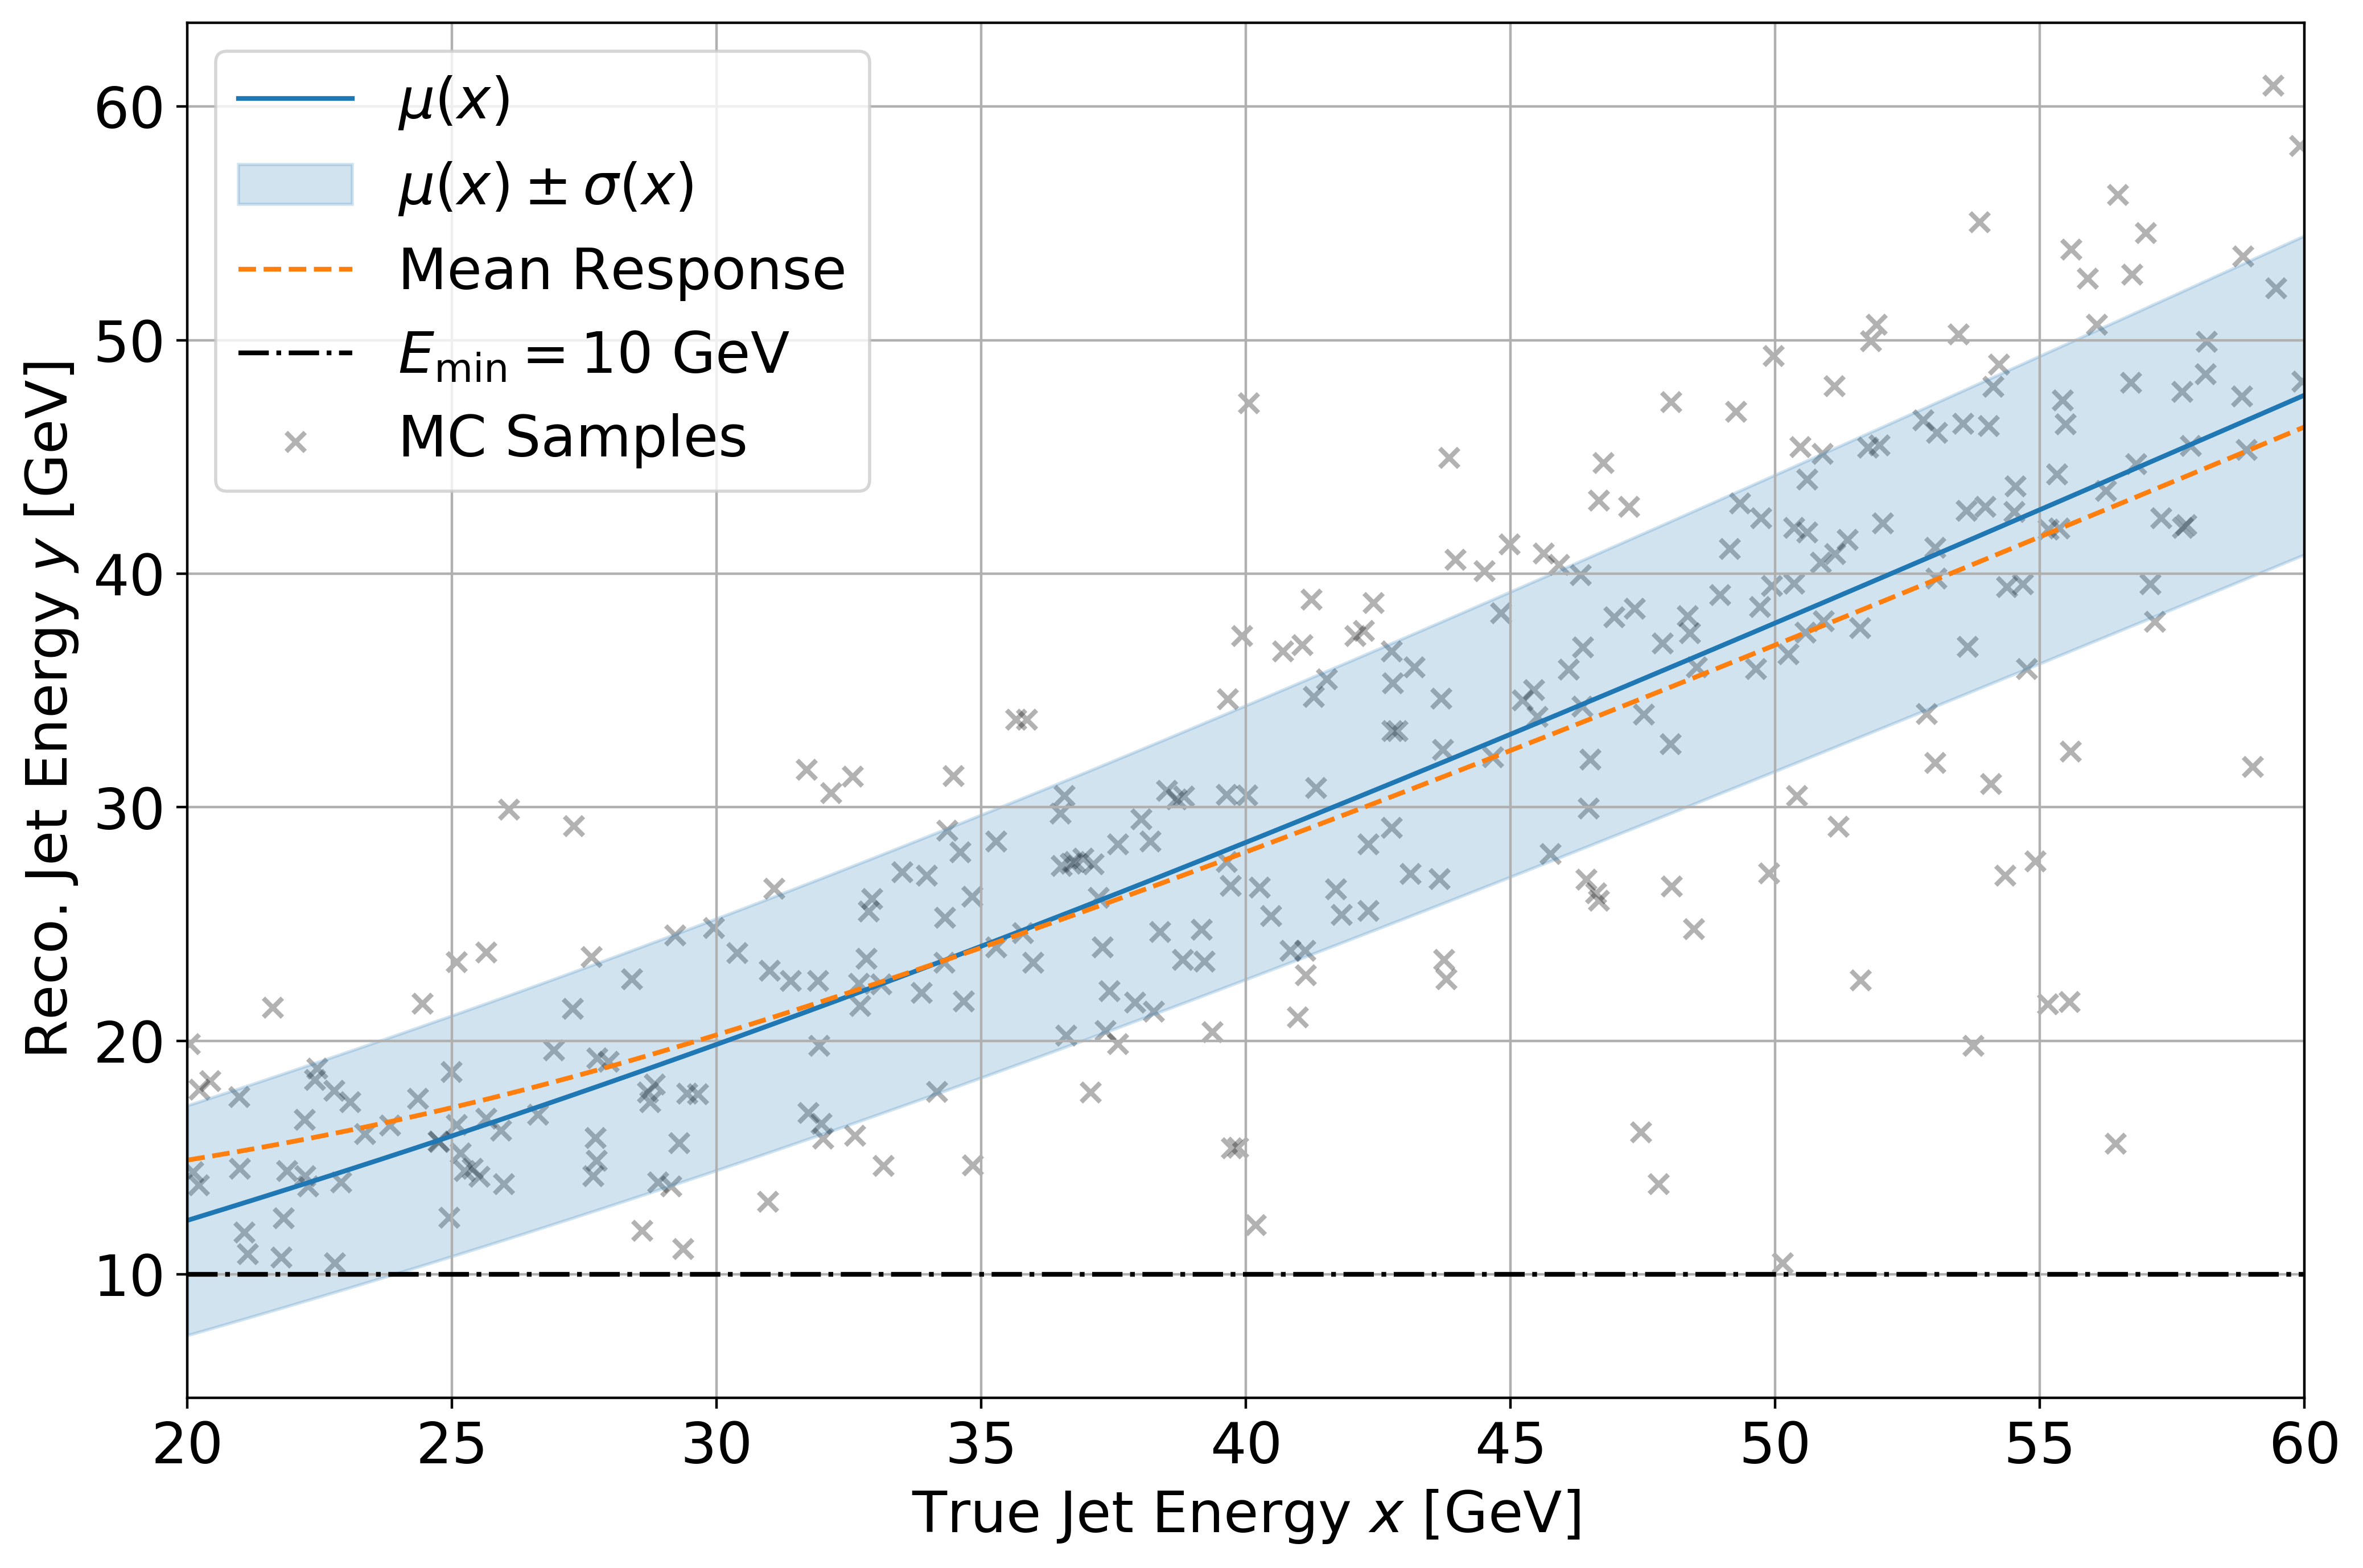 μ(x)
μ(x) ± σ(x)
Mean Response
E_min = 10 GeV
MC Samples
60
50
40
30
20
10
Reco. Jet Energy y [GeV]
20 25 30 35 40 45 50 55 60
True Jet Energy x [GeV]